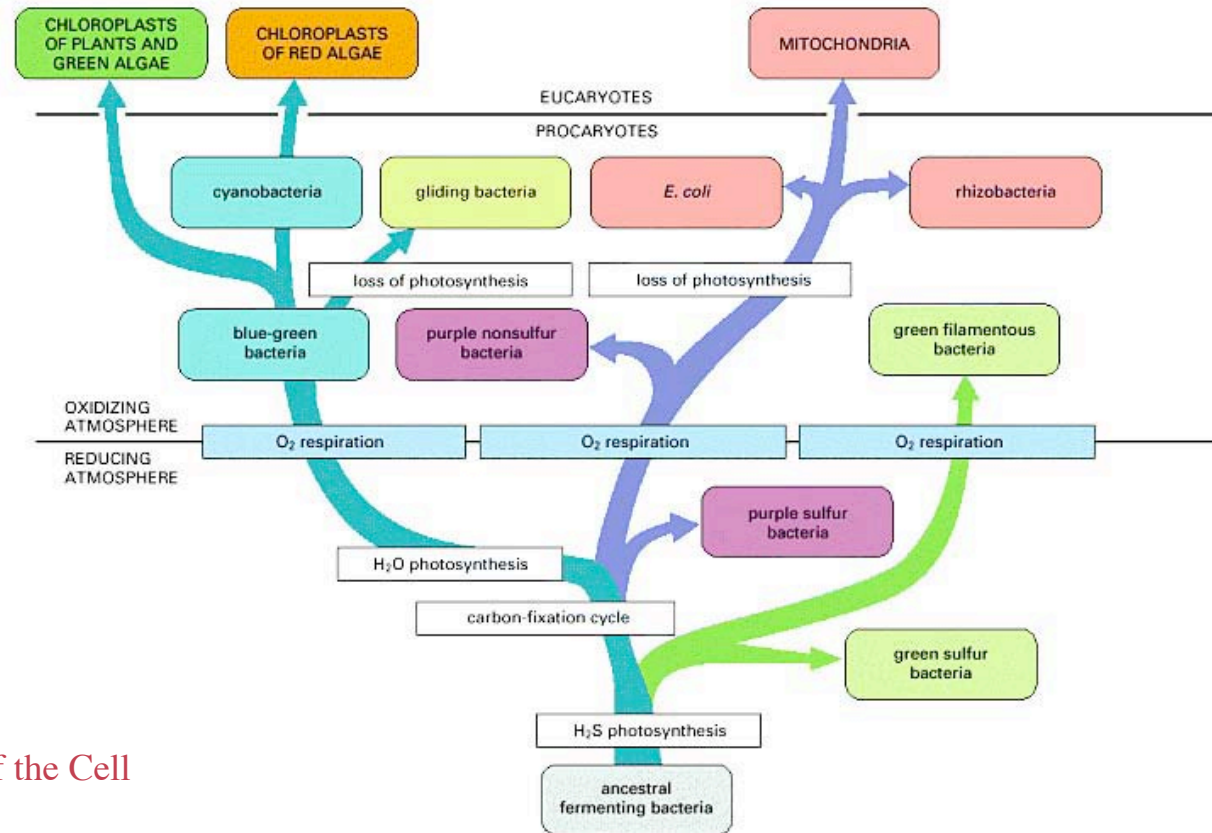 CHLOROPLASTS
OF PLANTS AND
GREEN ALGAE
CHLOROPLASTS
OF RED ALGAE
MITOCHONDRIA
EUCARYOTES
PROCARYOTES
cyanobacteria
gliding bacteria
E. coli
rhizobacteria
loss of photosynthesis
loss of photosynthesis
blue-green
bacteria
purple nonsulfur
bacteria
green filamentous
bacteria
OXIDIZING
ATMOSPHERE
O₂ respiration
O₂ respiration
O₂ respiration
REDUCING
ATMOSPHERE
purple sulfur
bacteria
H₂O photosynthesis
carbon-fixation cycle
green sulfur
bacteria
H₂S photosynthesis
f the Cell
ancestral
fermenting bacteria